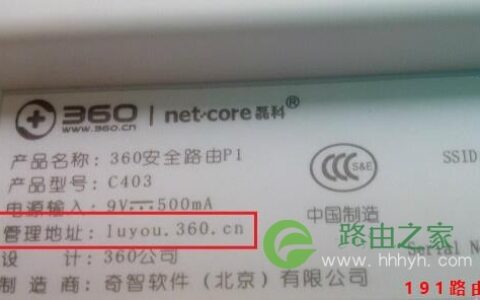 360 | net·core 磊科®
www.360.cn
产品名称: 360安全路由P1
产品型号: C403
电源输入: 9V⎓500mA
管理地址: luyou.360.cn
设 计: 360公司
制 造 商: 奇智软件（北京）有限
CCC S&E
中国制造
SSID
Serial
路由之家
www.hhhyh.com
191路由